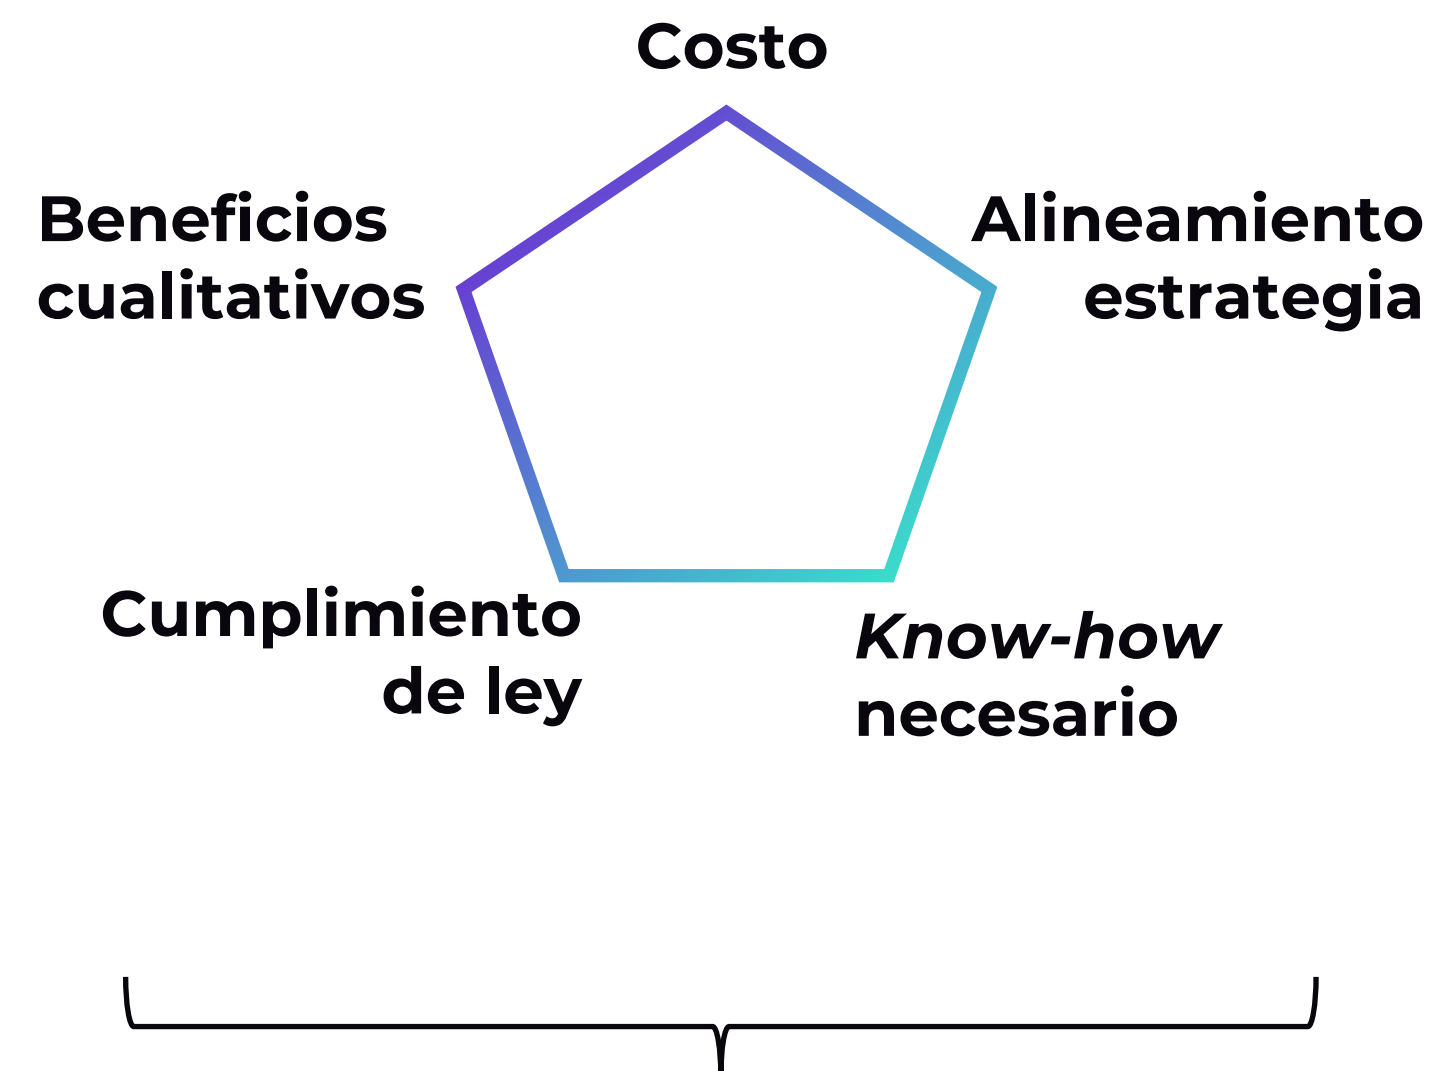 Costo
Beneficios
cualitativos
Alineamiento
estrategia
Cumplimiento
de ley
Know-how
necesario